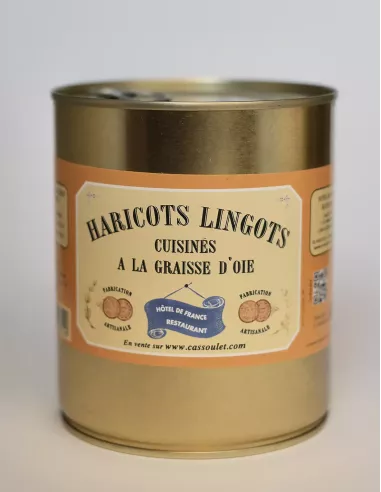 HARICOTS LINGOTS
CUISINÉS
A LA GRAISSE D'OIE
FABRICATION
ARTISANALE
HÔTEL DE FRANCE
RESTAURANT
FABRICATION
ARTISANALE
En vente sur www.cassoulet.com